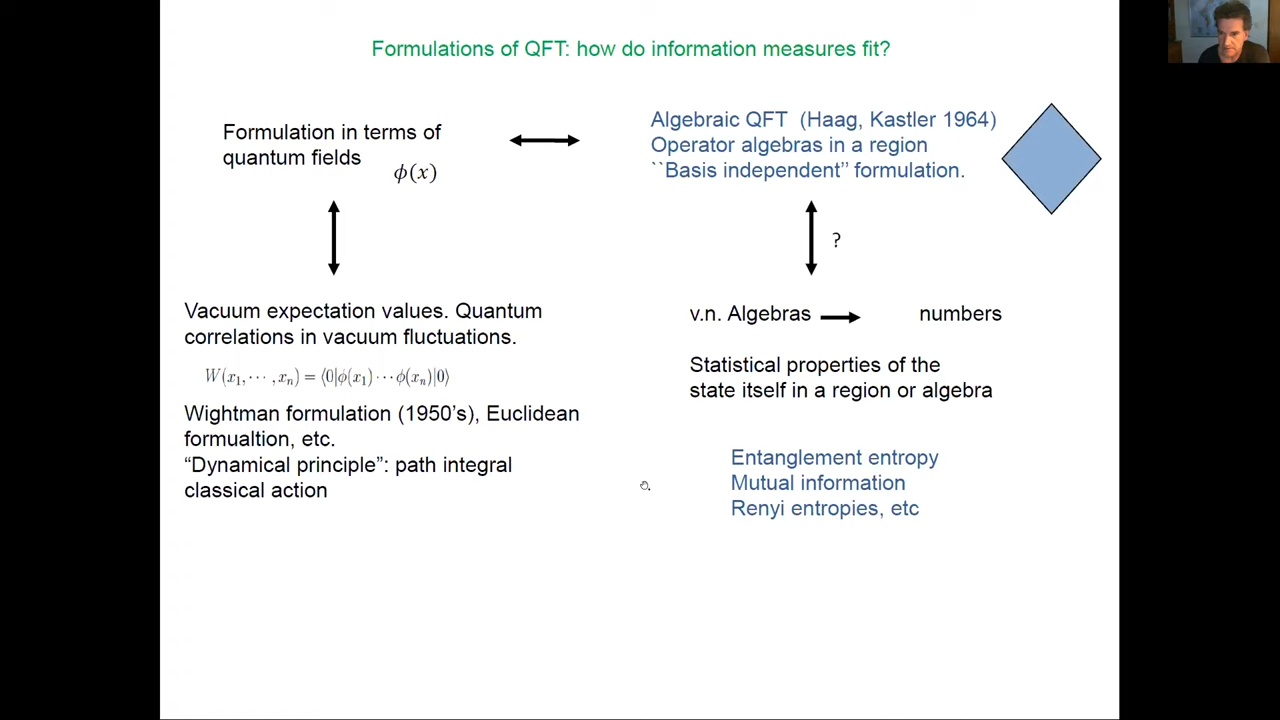 Formulations of QFT: how do information measures fit?
Formulation in terms of
quantum fields
ϕ(x)
Algebraic QFT (Haag, Kastler 1964)
Operator algebras in a region
``Basis independent'' formulation.
?
Vacuum expectation values. Quantum
correlations in vacuum fluctuations.
W(x₁, ⋯ , xₙ) = ⟨0|ϕ(x₁) ⋯ ϕ(xₙ)|0⟩
Wightman formulation (1950's), Euclidean
formualtion, etc.
“Dynamical principle”: path integral
classical action
v.n. Algebras → numbers
Statistical properties of the
state itself in a region or algebra
Entanglement entropy
Mutual information
Renyi entropies, etc